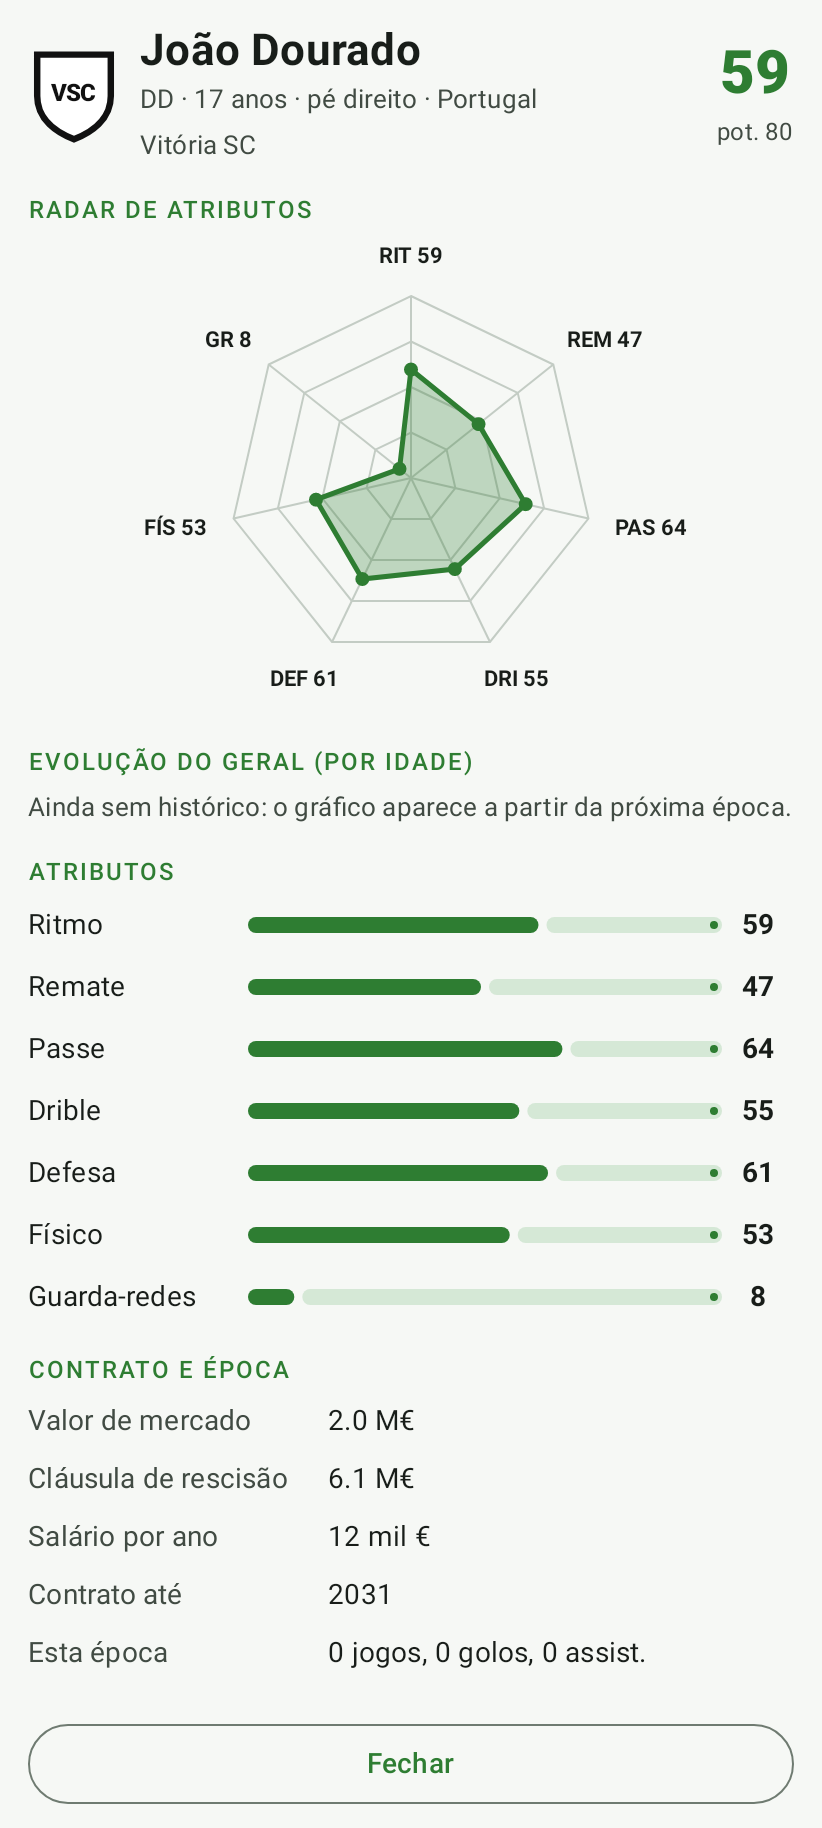 VSC
João Dourado
DD · 17 anos · pé direito · Portugal
Vitória SC
59
pot. 80
RADAR DE ATRIBUTOS
RIT 59
GR 8
REM 47
FÍS 53
PAS 64
DEF 61
DRI 55
EVOLUÇÃO DO GERAL (POR IDADE)
Ainda sem histórico: o gráfico aparece a partir da próxima época.
ATRIBUTOS
Ritmo 59
Remate 47
Passe 64
Drible 55
Defesa 61
Físico 53
Guarda-redes 8
CONTRATO E ÉPOCA
Valor de mercado 2.0 M€
Cláusula de rescisão 6.1 M€
Salário por ano 12 mil €
Contrato até 2031
Esta época 0 jogos, 0 golos, 0 assist.
Fechar